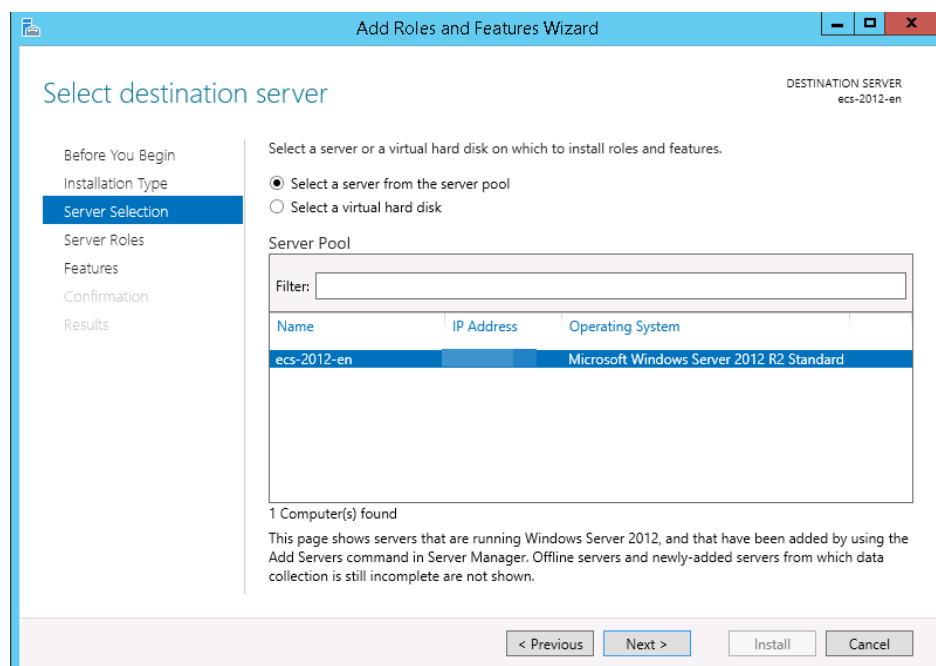 Add Roles and Features Wizard
Select destination server
DESTINATION SERVER
ecs-2012-en
Before You Begin
Installation Type
Server Selection
Server Roles
Features
Confirmation
Results
Select a server or a virtual hard disk on which to install roles and features.
Select a server from the server pool
Select a virtual hard disk
Server Pool
Filter:
Name IP Address Operating System
ecs-2012-en Microsoft Windows Server 2012 R2 Standard
1 Computer(s) found
This page shows servers that are running Windows Server 2012, and that have been added by using the
Add Servers command in Server Manager. Offline servers and newly-added servers from which data
collection is still incomplete are not shown.
< Previous Next > Install Cancel